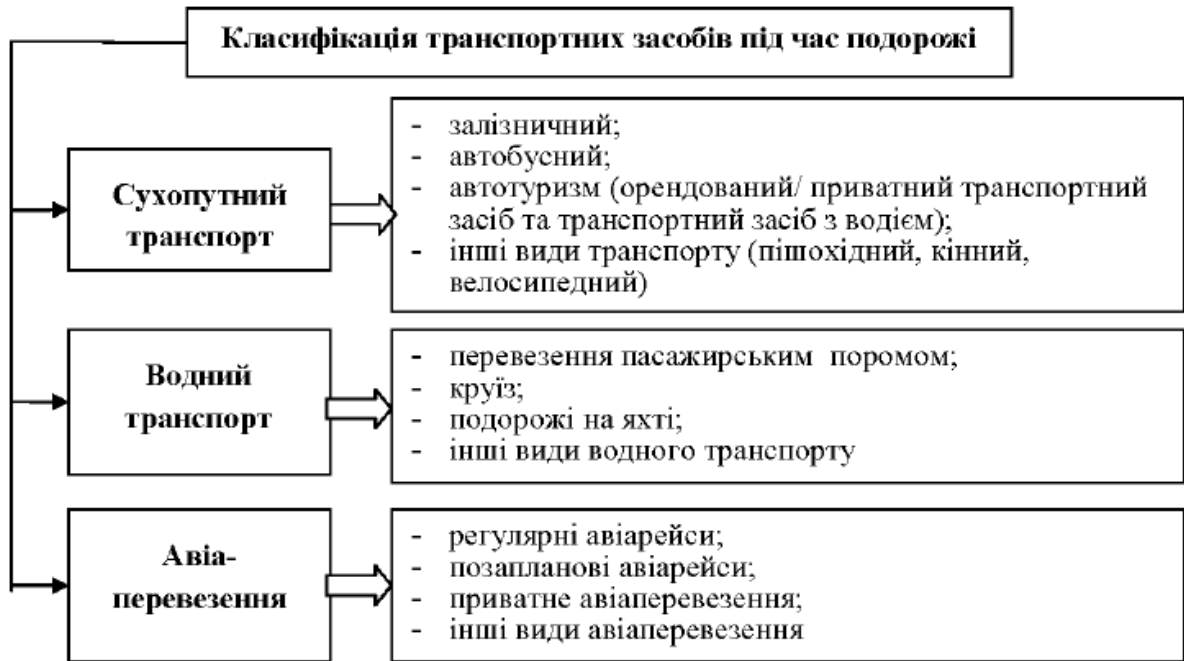 Класифікація транспортних засобів під час подорожі
Сухопутний
транспорт
- залізничний;
- автобусний;
- автотуризм (орендований/ приватний транспортний
засіб та транспортний засіб з водієм);
- інші види транспорту (пішохідний, кінний,
велосипедний)
Водний
транспорт
- перевезення пасажирським поромом;
- круїз;
- подорожі на яхті;
- інші види водного транспорту
Авіа-
перевезення
- регулярні авіарейси;
- позапланові авіарейси;
- приватне авіаперевезення;
- інші види авіаперевезення